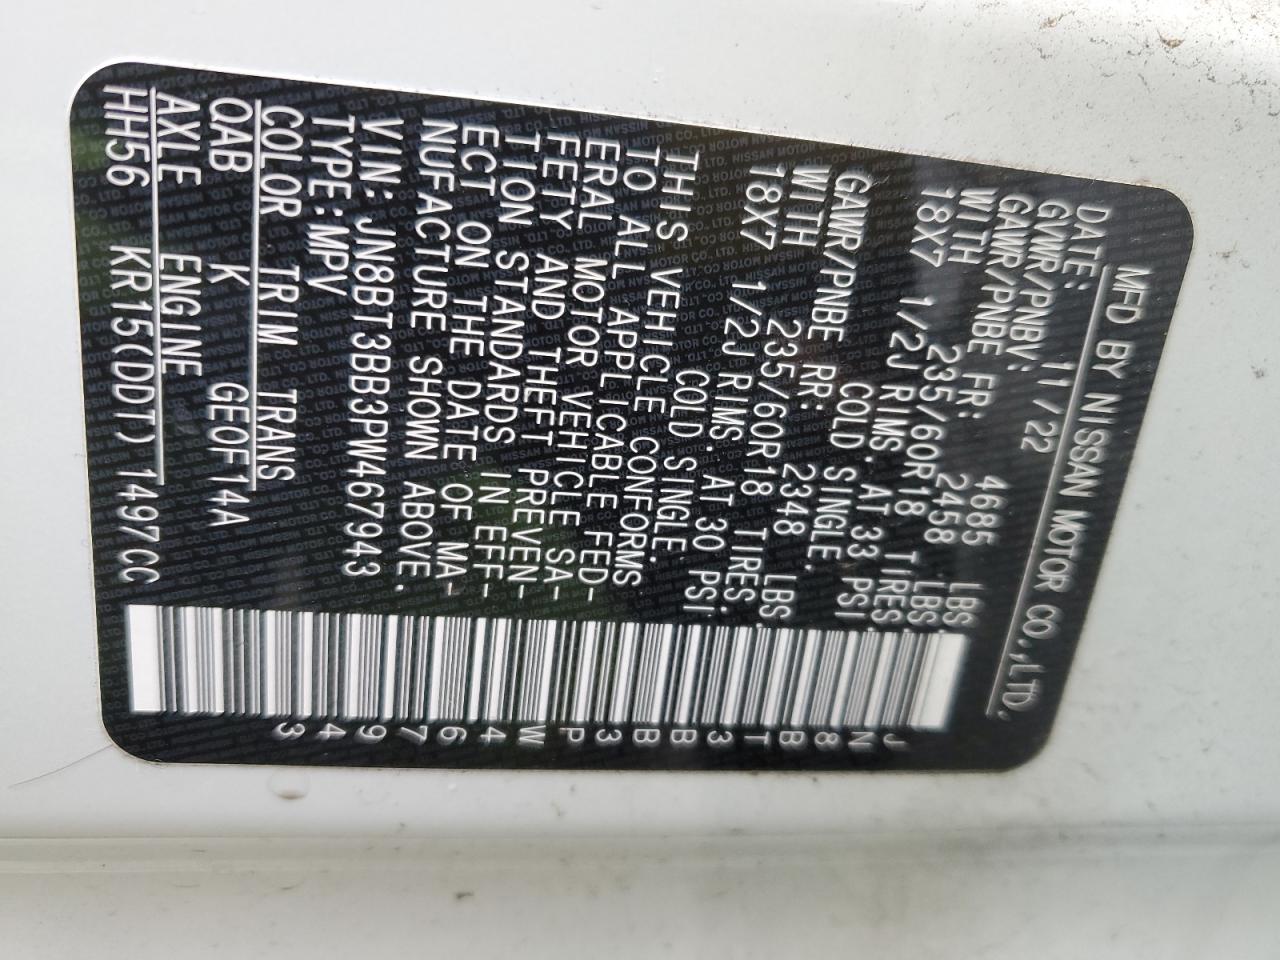 MFD BY NISSAN MOTOR CO.,LTD.
DATE: 11/22
GVWR/PNBV: 4685 LBS.
GAWR/PNBE FR: 2458 LBS.
WITH 235/60R18 TIRES.
18X7 1/2J RIMS. AT 33 PSI.
COLD SINGLE.
GAWR/PNBE RR: 2348 LBS.
WITH 235/60R18 TIRES.
18X7 1/2J RIMS. AT 30 PSI.
COLD. SINGLE.
THIS VEHICLE CONFORMS
TO ALL APPLICABLE FED-
ERAL MOTOR VEHICLE SA-
FETY AND THEFT PREVEN-
TION STANDARDS IN EFF-
ECT ON THE DATE OF MA-
NUFACTURE SHOWN ABOVE.
VIN: JN8BT3BB3PW467943
TYPE:MPV
COLOR TRIM TRANS
QAB K GEOF14A
AXLE ENGINE
HH56 KR15(DDT) 1497CC
JN8BT3BB3PW467943